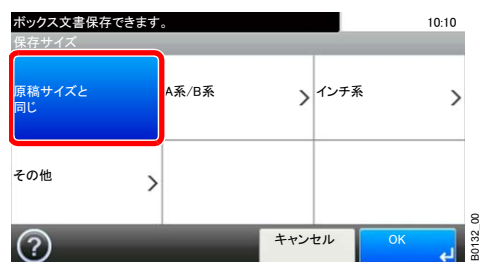 ボックス文書保存できます。
10:10
保存サイズ
原稿サイズと
同じ
A系/B系
インチ系
その他
?
キャンセル
OK
B0132_00